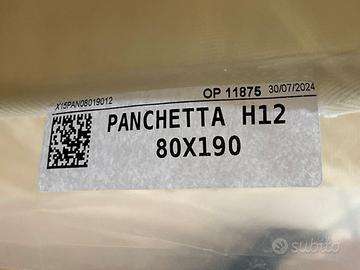 X15PAN08019012 OP 11875 30/07/2024
PANCHETTA H12
80X190
subito